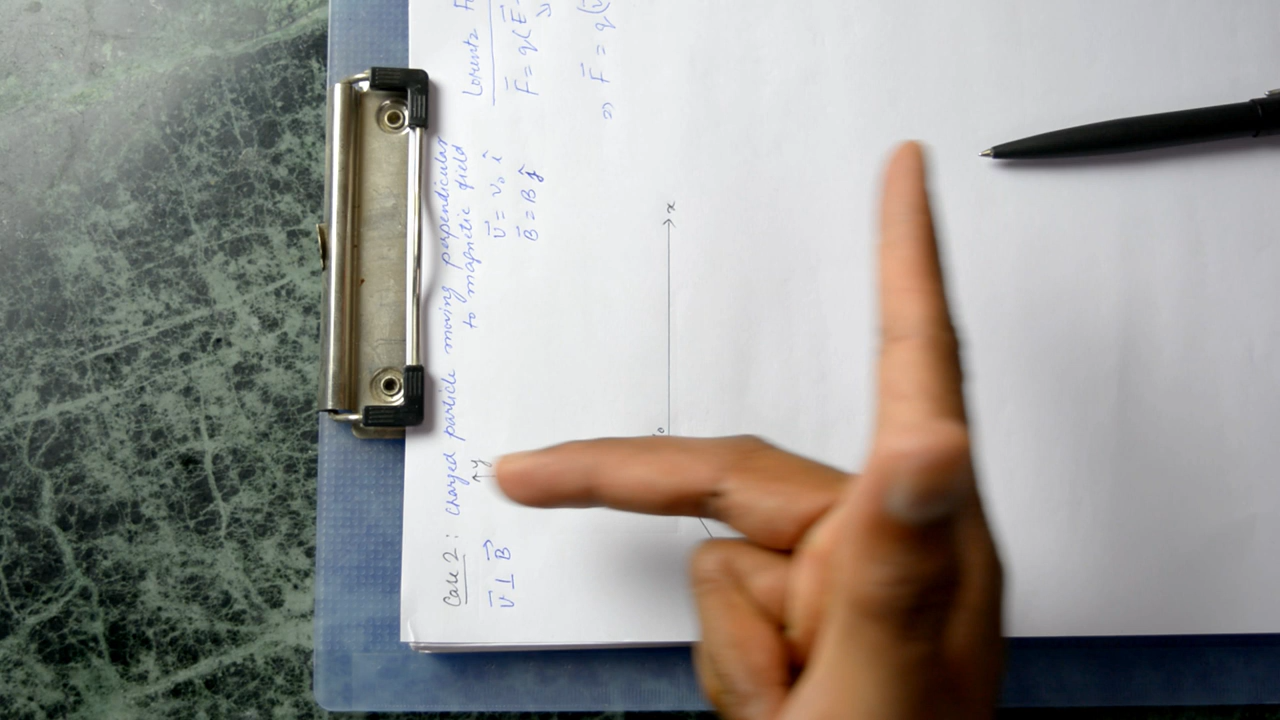 Case 2 : Charged particle moving perpendicular
to magnetic field
V⃗ ⊥ B⃗
V⃗ = v₀ î
B⃗ = B ĵ
Lorentz
F⃗ = q(E⃗
⇒ F⃗ = q(
y
x